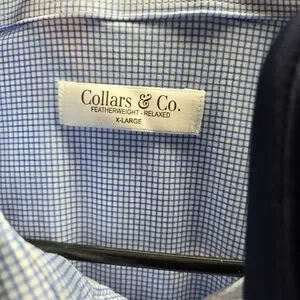 Collars & Co.
FEATHERWEIGHT - RELAXED
X-LARGE